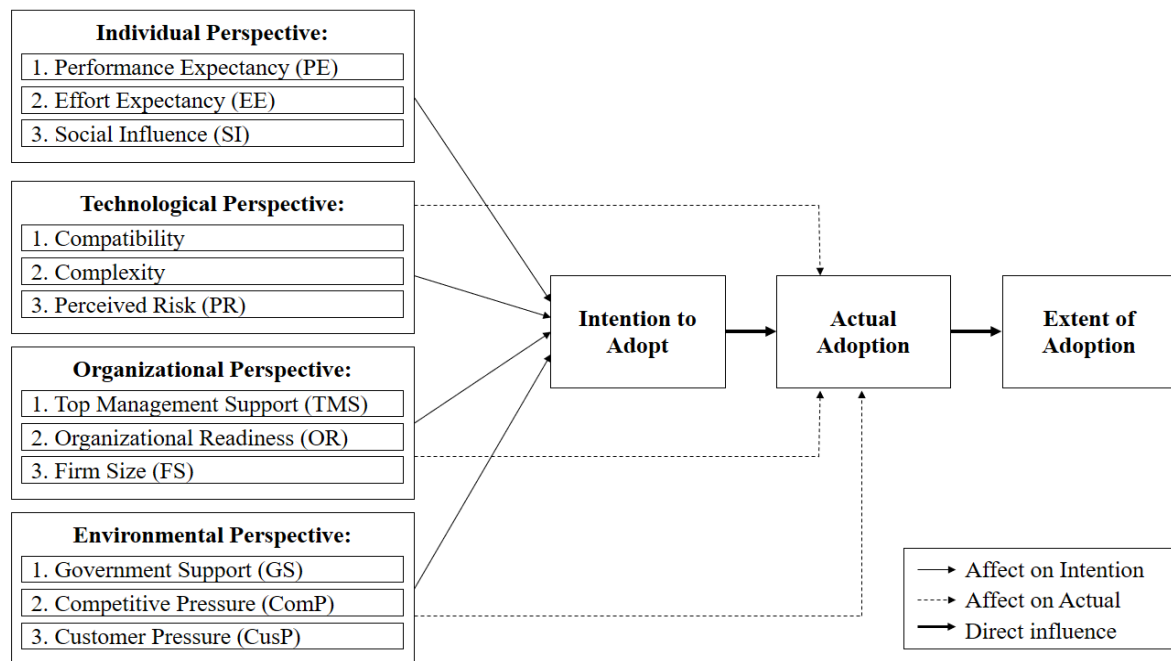 Individual Perspective:
1. Performance Expectancy (PE)
2. Effort Expectancy (EE)
3. Social Influence (SI)
Technological Perspective:
1. Compatibility
2. Complexity
3. Perceived Risk (PR)
Organizational Perspective:
1. Top Management Support (TMS)
2. Organizational Readiness (OR)
3. Firm Size (FS)
Environmental Perspective:
1. Government Support (GS)
2. Competitive Pressure (ComP)
3. Customer Pressure (CusP)
Intention to
Adopt
Actual
Adoption
Extent of
Adoption
Affect on Intention
Affect on Actual
Direct influence